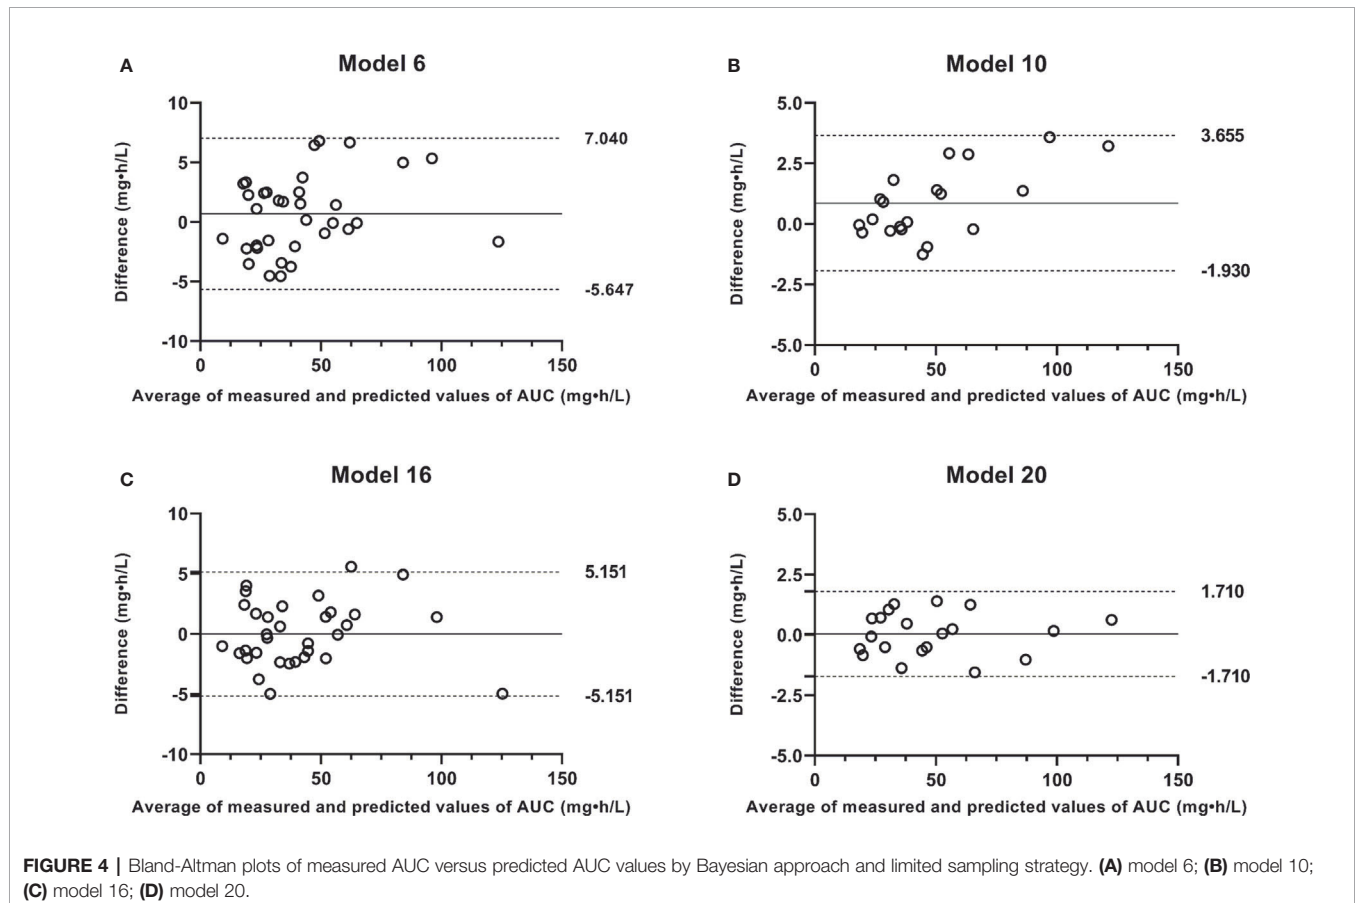 A
Model 6
10
5
0
-5
-10
Difference (mg•h/L)
7.040
-5.647
0
50
100
150
Average of measured and predicted values of AUC (mg•h/L)
B
Model 10
5.0
2.5
0.0
-2.5
-5.0
Difference (mg•h/L)
3.655
-1.930
0
50
100
150
Average of measured and predicted values of AUC (mg•h/L)
C
Model 16
10
5
0
-5
-10
Difference (mg•h/L)
5.151
-5.151
0
50
100
150
Average of measured and predicted values of AUC (mg•h/L)
D
Model 20
5.0
2.5
0.0
-2.5
-5.0
Difference (mg•h/L)
1.710
-1.710
0
50
100
150
Average of measured and predicted values of AUC (mg•h/L)
FIGURE 4 | Bland-Altman plots of measured AUC versus predicted AUC values by Bayesian approach and limited sampling strategy. (A) model 6; (B) model 10;
(C) model 16; (D) model 20.